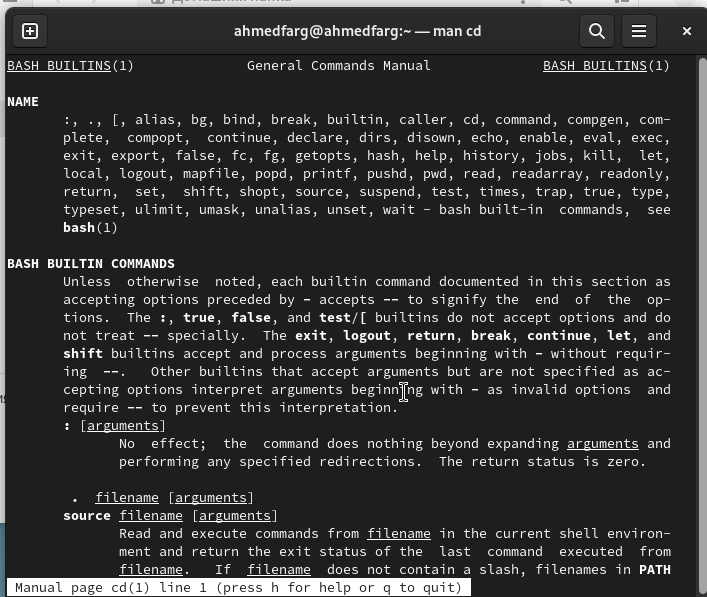 ahmedfarg@ahmedfarg:~ — man cd
BASH BUILTINS(1) General Commands Manual BASH BUILTINS(1)
NAME
:, ., [, alias, bg, bind, break, builtin, caller, cd, command, compgen, com-
plete, compopt, continue, declare, dirs, disown, echo, enable, eval, exec,
exit, export, false, fc, fg, getopts, hash, help, history, jobs, kill, let,
local, logout, mapfile, popd, printf, pushd, pwd, read, readarray, readonly,
return, set, shift, shopt, source, suspend, test, times, trap, true, type,
typeset, ulimit, umask, unalias, unset, wait - bash built-in commands, see
bash(1)
BASH BUILTIN COMMANDS
Unless otherwise noted, each builtin command documented in this section as
accepting options preceded by - accepts -- to signify the end of the op-
tions. The :, true, false, and test/[ builtins do not accept options and do
not treat -- specially. The exit, logout, return, break, continue, let, and
shift builtins accept and process arguments beginning with - without requir-
ing --. Other builtins that accept arguments but are not specified as ac-
cepting options interpret arguments beginning with - as invalid options and
require -- to prevent this interpretation.
: [arguments]
No effect; the command does nothing beyond expanding arguments and
performing any specified redirections. The return status is zero.
. filename [arguments]
source filename [arguments]
Read and execute commands from filename in the current shell environ-
ment and return the exit status of the last command executed from
filename. If filename does not contain a slash, filenames in PATH
Manual page cd(1) line 1 (press h for help or q to quit)